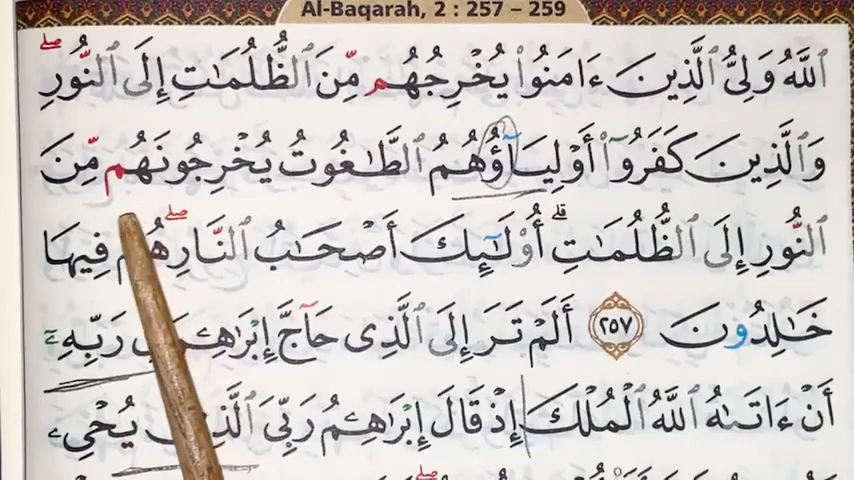 Al-Baqarah, 2 : 257 – 259
ٱللَّهُ وَلِىُّ ٱلَّذِينَ ءَامَنُوا۟ يُخْرِجُهُم مِّنَ ٱلظُّلُمَـٰتِ إِلَى ٱلنُّورِ ۖ
وَٱلَّذِينَ كَفَرُوٓا۟ أَوْلِيَآؤُهُمُ ٱلطَّـٰغُوتُ يُخْرِجُونَهُم مِّنَ
ٱلنُّورِ إِلَى ٱلظُّلُمَـٰتِ ۗ أُو۟لَـٰٓئِكَ أَصْحَـٰبُ ٱلنَّارِ ۖ هُمْ فِيهَا
خَـٰلِدُونَ ٢٥٧ أَلَمْ تَرَ إِلَى ٱلَّذِى حَآجَّ إِبْرَٰهِـۧمَ رَبِّهِۦٓ
أَنْ ءَاتَىٰهُ ٱللَّهُ ٱلْمُلْكَ إِذْ قَالَ إِبْرَٰهِـۧمُ رَبِّىَ يُحْىِۦ